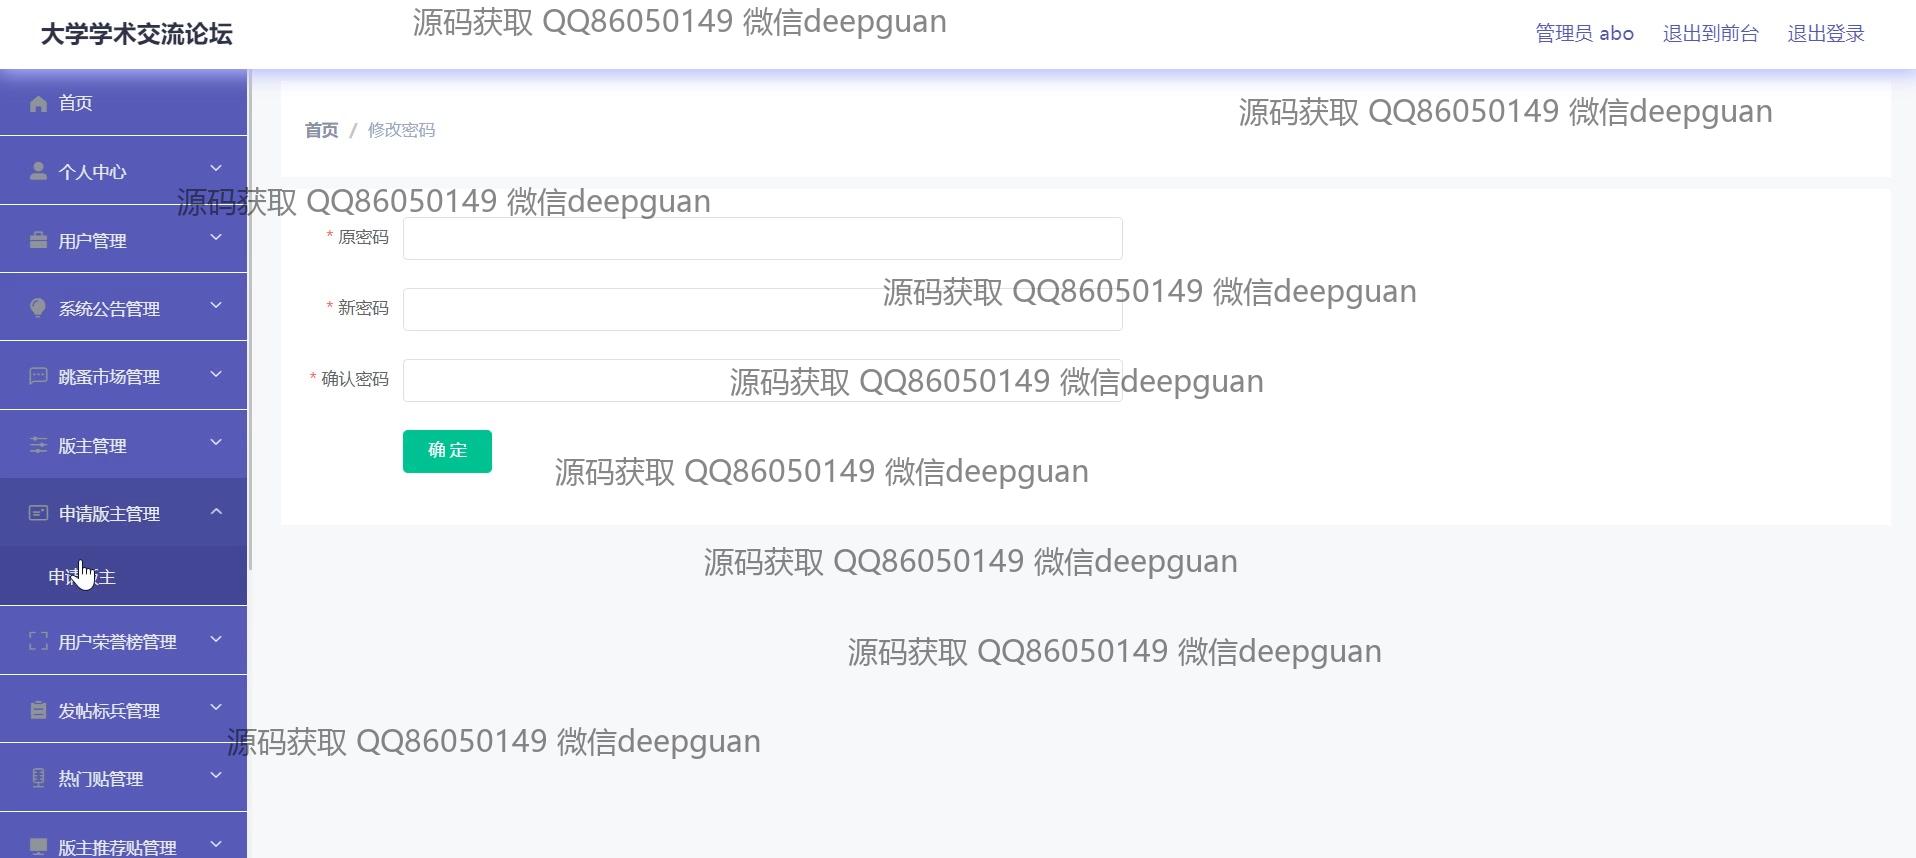 大学学术交流论坛
源码获取 QQ86050149 微信deepguan
管理员 abo 退出到前台 退出登录
首页
源码获取 QQ86050149 微信deepguan
首页 / 修改密码
个人中心
源码获取 QQ86050149 微信deepguan
用户管理
* 原密码
源码获取 QQ86050149 微信deepguan
系统公告管理
* 新密码
跳蚤市场管理
* 确认密码
源码获取 QQ86050149 微信deepguan
版主管理
确定
源码获取 QQ86050149 微信deepguan
申请版主管理
源码获取 QQ86050149 微信deepguan
申请版主
用户荣誉榜管理
源码获取 QQ86050149 微信deepguan
发帖标兵管理
源码获取 QQ86050149 微信deepguan
热门贴管理
版主推荐贴管理